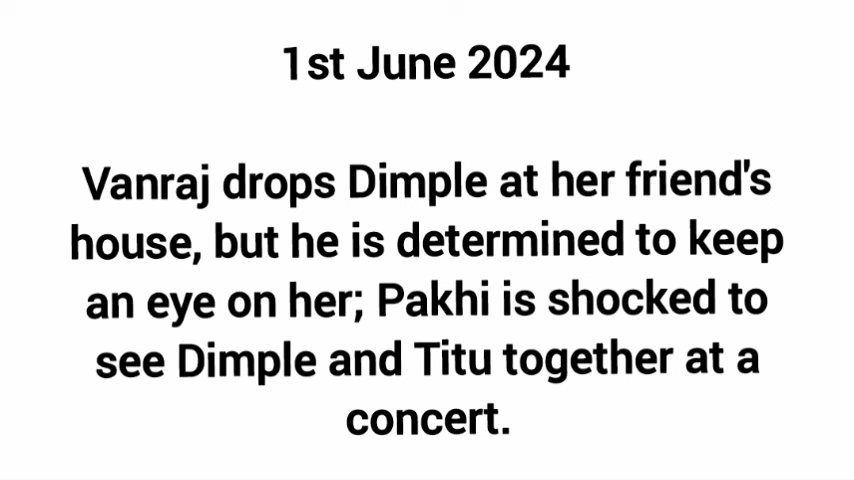 1st June 2024
Vanraj drops Dimple at her friend's
house, but he is determined to keep
an eye on her; Pakhi is shocked to
see Dimple and Titu together at a
concert.